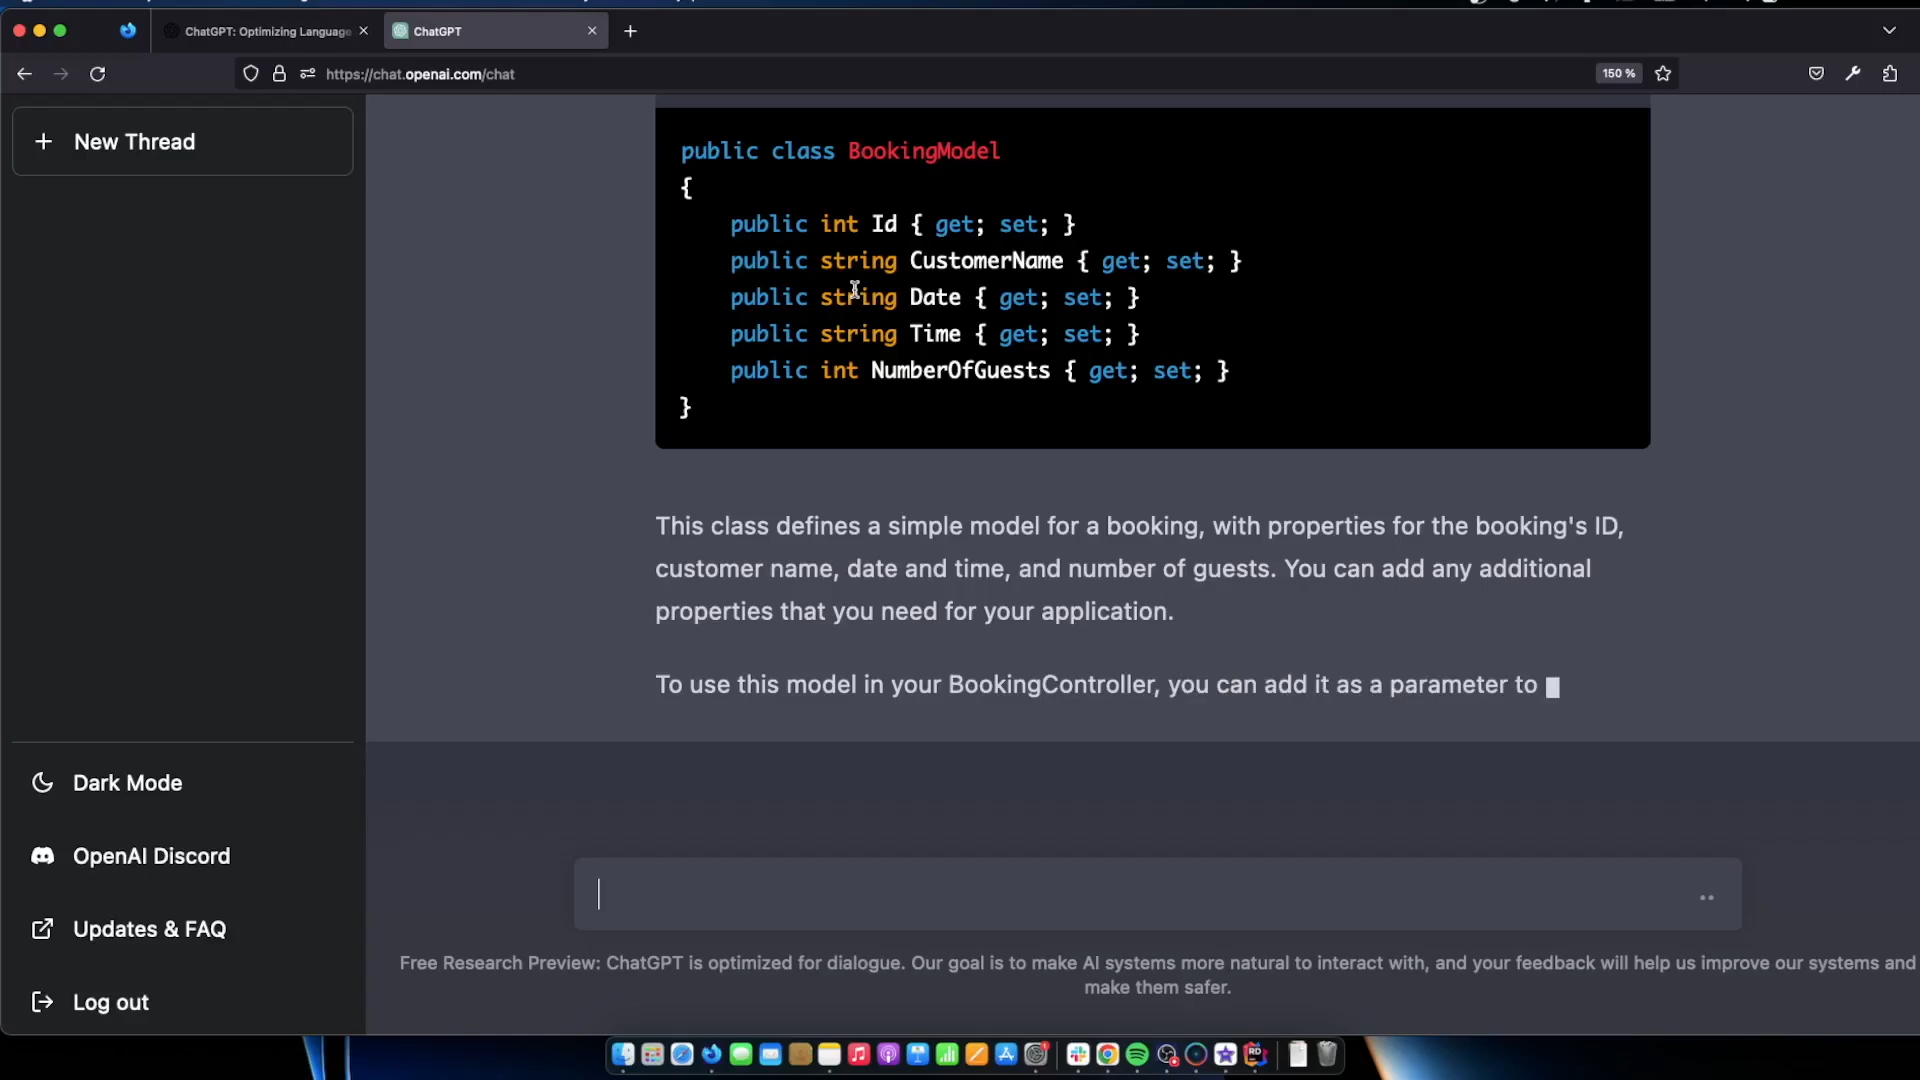 ChatGPT: Optimizing Language
ChatGPT
https://chat.openai.com/chat
150 %
New Thread
public class BookingModel
{
public int Id { get; set; }
public string CustomerName { get; set; }
public string Date { get; set; }
public string Time { get; set; }
public int NumberOfGuests { get; set; }
}
This class defines a simple model for a booking, with properties for the booking's ID,
customer name, date and time, and number of guests. You can add any additional
properties that you need for your application.
To use this model in your BookingController, you can add it as a parameter to
Dark Mode
OpenAI Discord
Updates & FAQ
Log out
Free Research Preview: ChatGPT is optimized for dialogue. Our goal is to make AI systems more natural to interact with, and your feedback will help us improve our systems and
make them safer.
RD